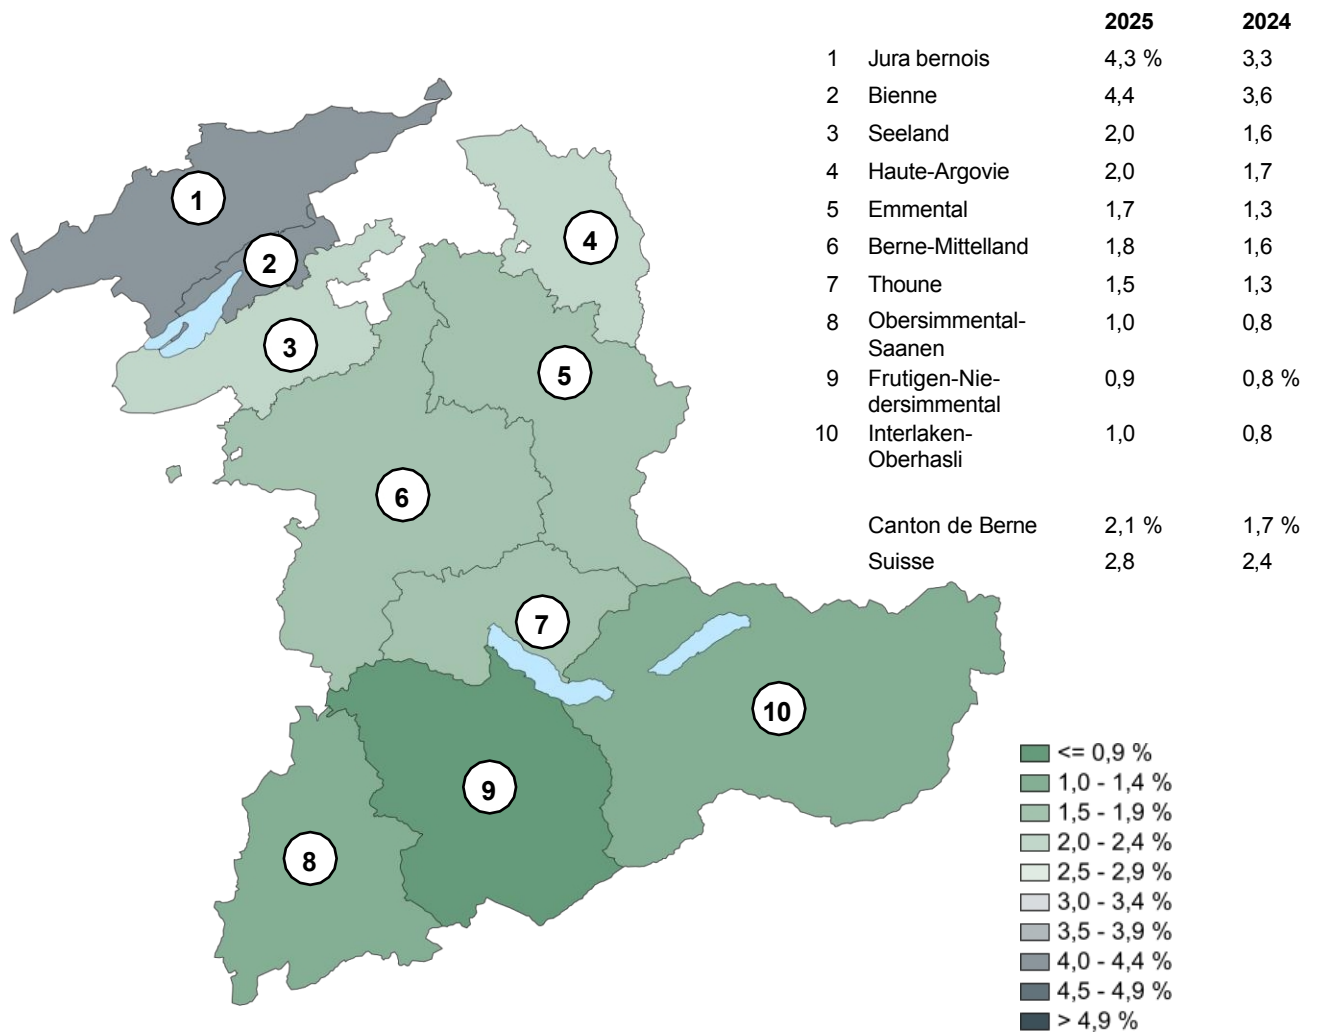 2025 2024
1 Jura bernois 4,3 % 3,3
2 Bienne 4,4 3,6
3 Seeland 2,0 1,6
4 Haute-Argovie 2,0 1,7
5 Emmental 1,7 1,3
6 Berne-Mittelland 1,8 1,6
7 Thoune 1,5 1,3
8 Obersimmental- 1,0 0,8
Saanen
9 Frutigen-Nie- 0,9 0,8 %
dersimmental
10 Interlaken- 1,0 0,8
Oberhasli
Canton de Berne 2,1 % 1,7 %
Suisse 2,8 2,4
1
2
3
4
5
6
7
8
9
10
<= 0,9 %
1,0 - 1,4 %
1,5 - 1,9 %
2,0 - 2,4 %
2,5 - 2,9 %
3,0 - 3,4 %
3,5 - 3,9 %
4,0 - 4,4 %
4,5 - 4,9 %
> 4,9 %